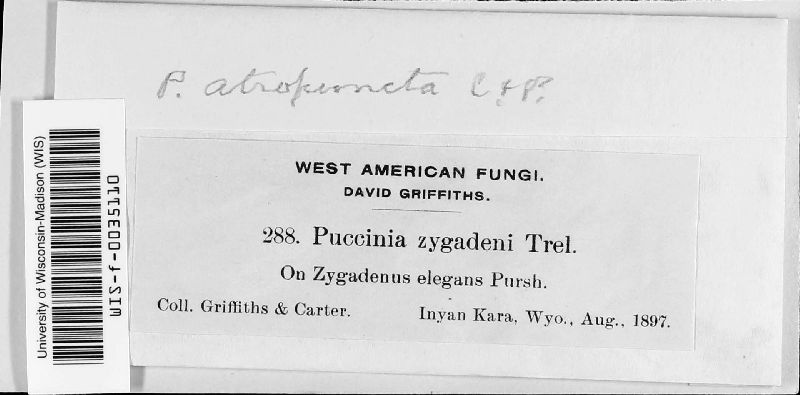 P. atropuncta C & P.
WEST AMERICAN FUNGI.
DAVID GRIFFITHS.
288. Puccinia zygadeni Trel.
On Zygadenus elegans Pursh.
Coll. Griffiths & Carter. Inyan Kara, Wyo., Aug., 1897.
University of Wisconsin-Madison (WIS)
WIS-f-0035110